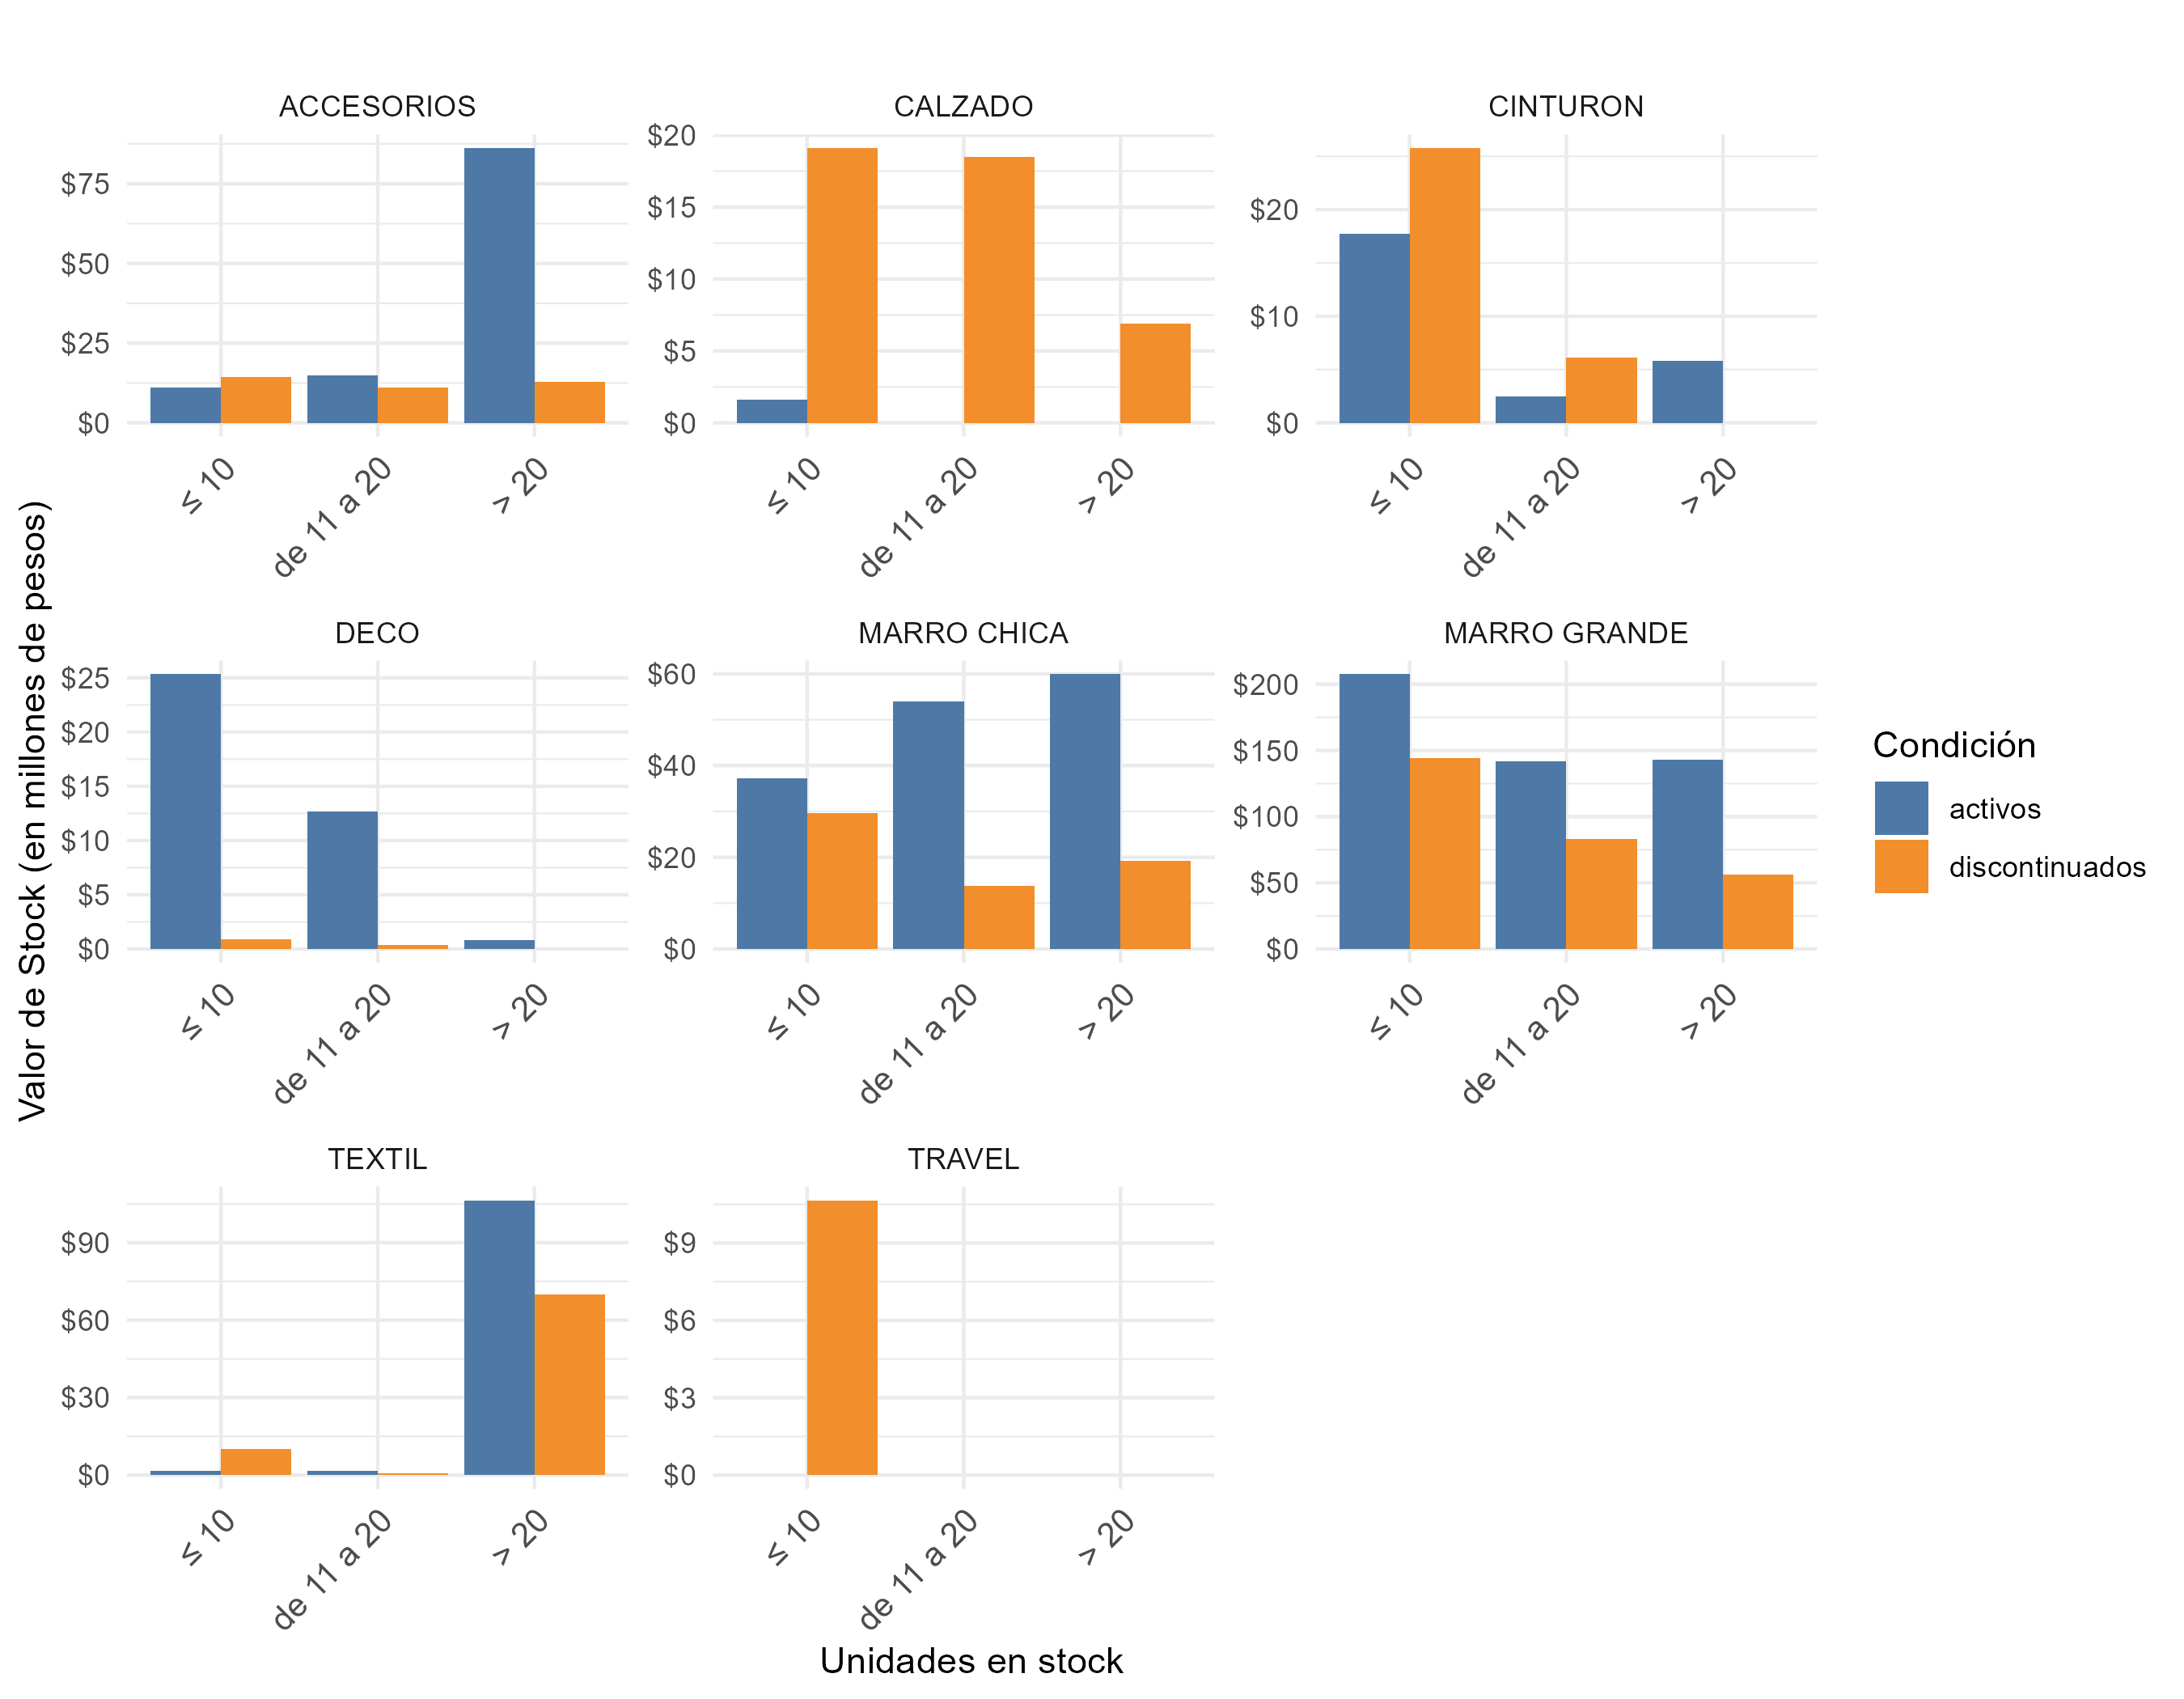 ACCESORIOS
$75
$50
$25
$0
≤ 10
de 11 a 20
> 20
CALZADO
$20
$15
$10
$5
$0
≤ 10
de 11 a 20
> 20
CINTURON
$20
$10
$0
≤ 10
de 11 a 20
> 20
Valor de Stock (en millones de pesos)
DECO
$25
$20
$15
$10
$5
$0
≤ 10
de 11 a 20
> 20
MARRO CHICA
$60
$40
$20
$0
≤ 10
de 11 a 20
> 20
MARRO GRANDE
$200
$150
$100
$50
$0
≤ 10
de 11 a 20
> 20
Condición
activos
discontinuados
TEXTIL
$90
$60
$30
$0
≤ 10
de 11 a 20
> 20
TRAVEL
$9
$6
$3
$0
≤ 10
de 11 a 20
> 20
Unidades en stock